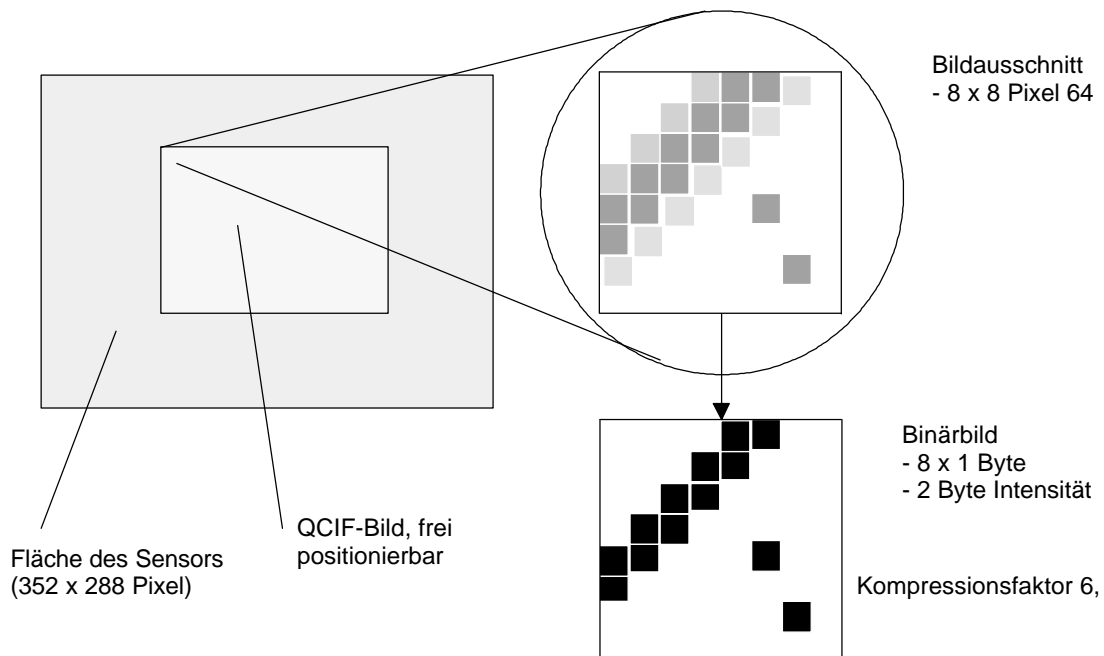 Bildausschnitt
- 8 x 8 Pixel 64
Binärbild
- 8 x 1 Byte
- 2 Byte Intensität
QCIF-Bild, frei
positionierbar
Fläche des Sensors
(352 x 288 Pixel)
Kompressionsfaktor 6,